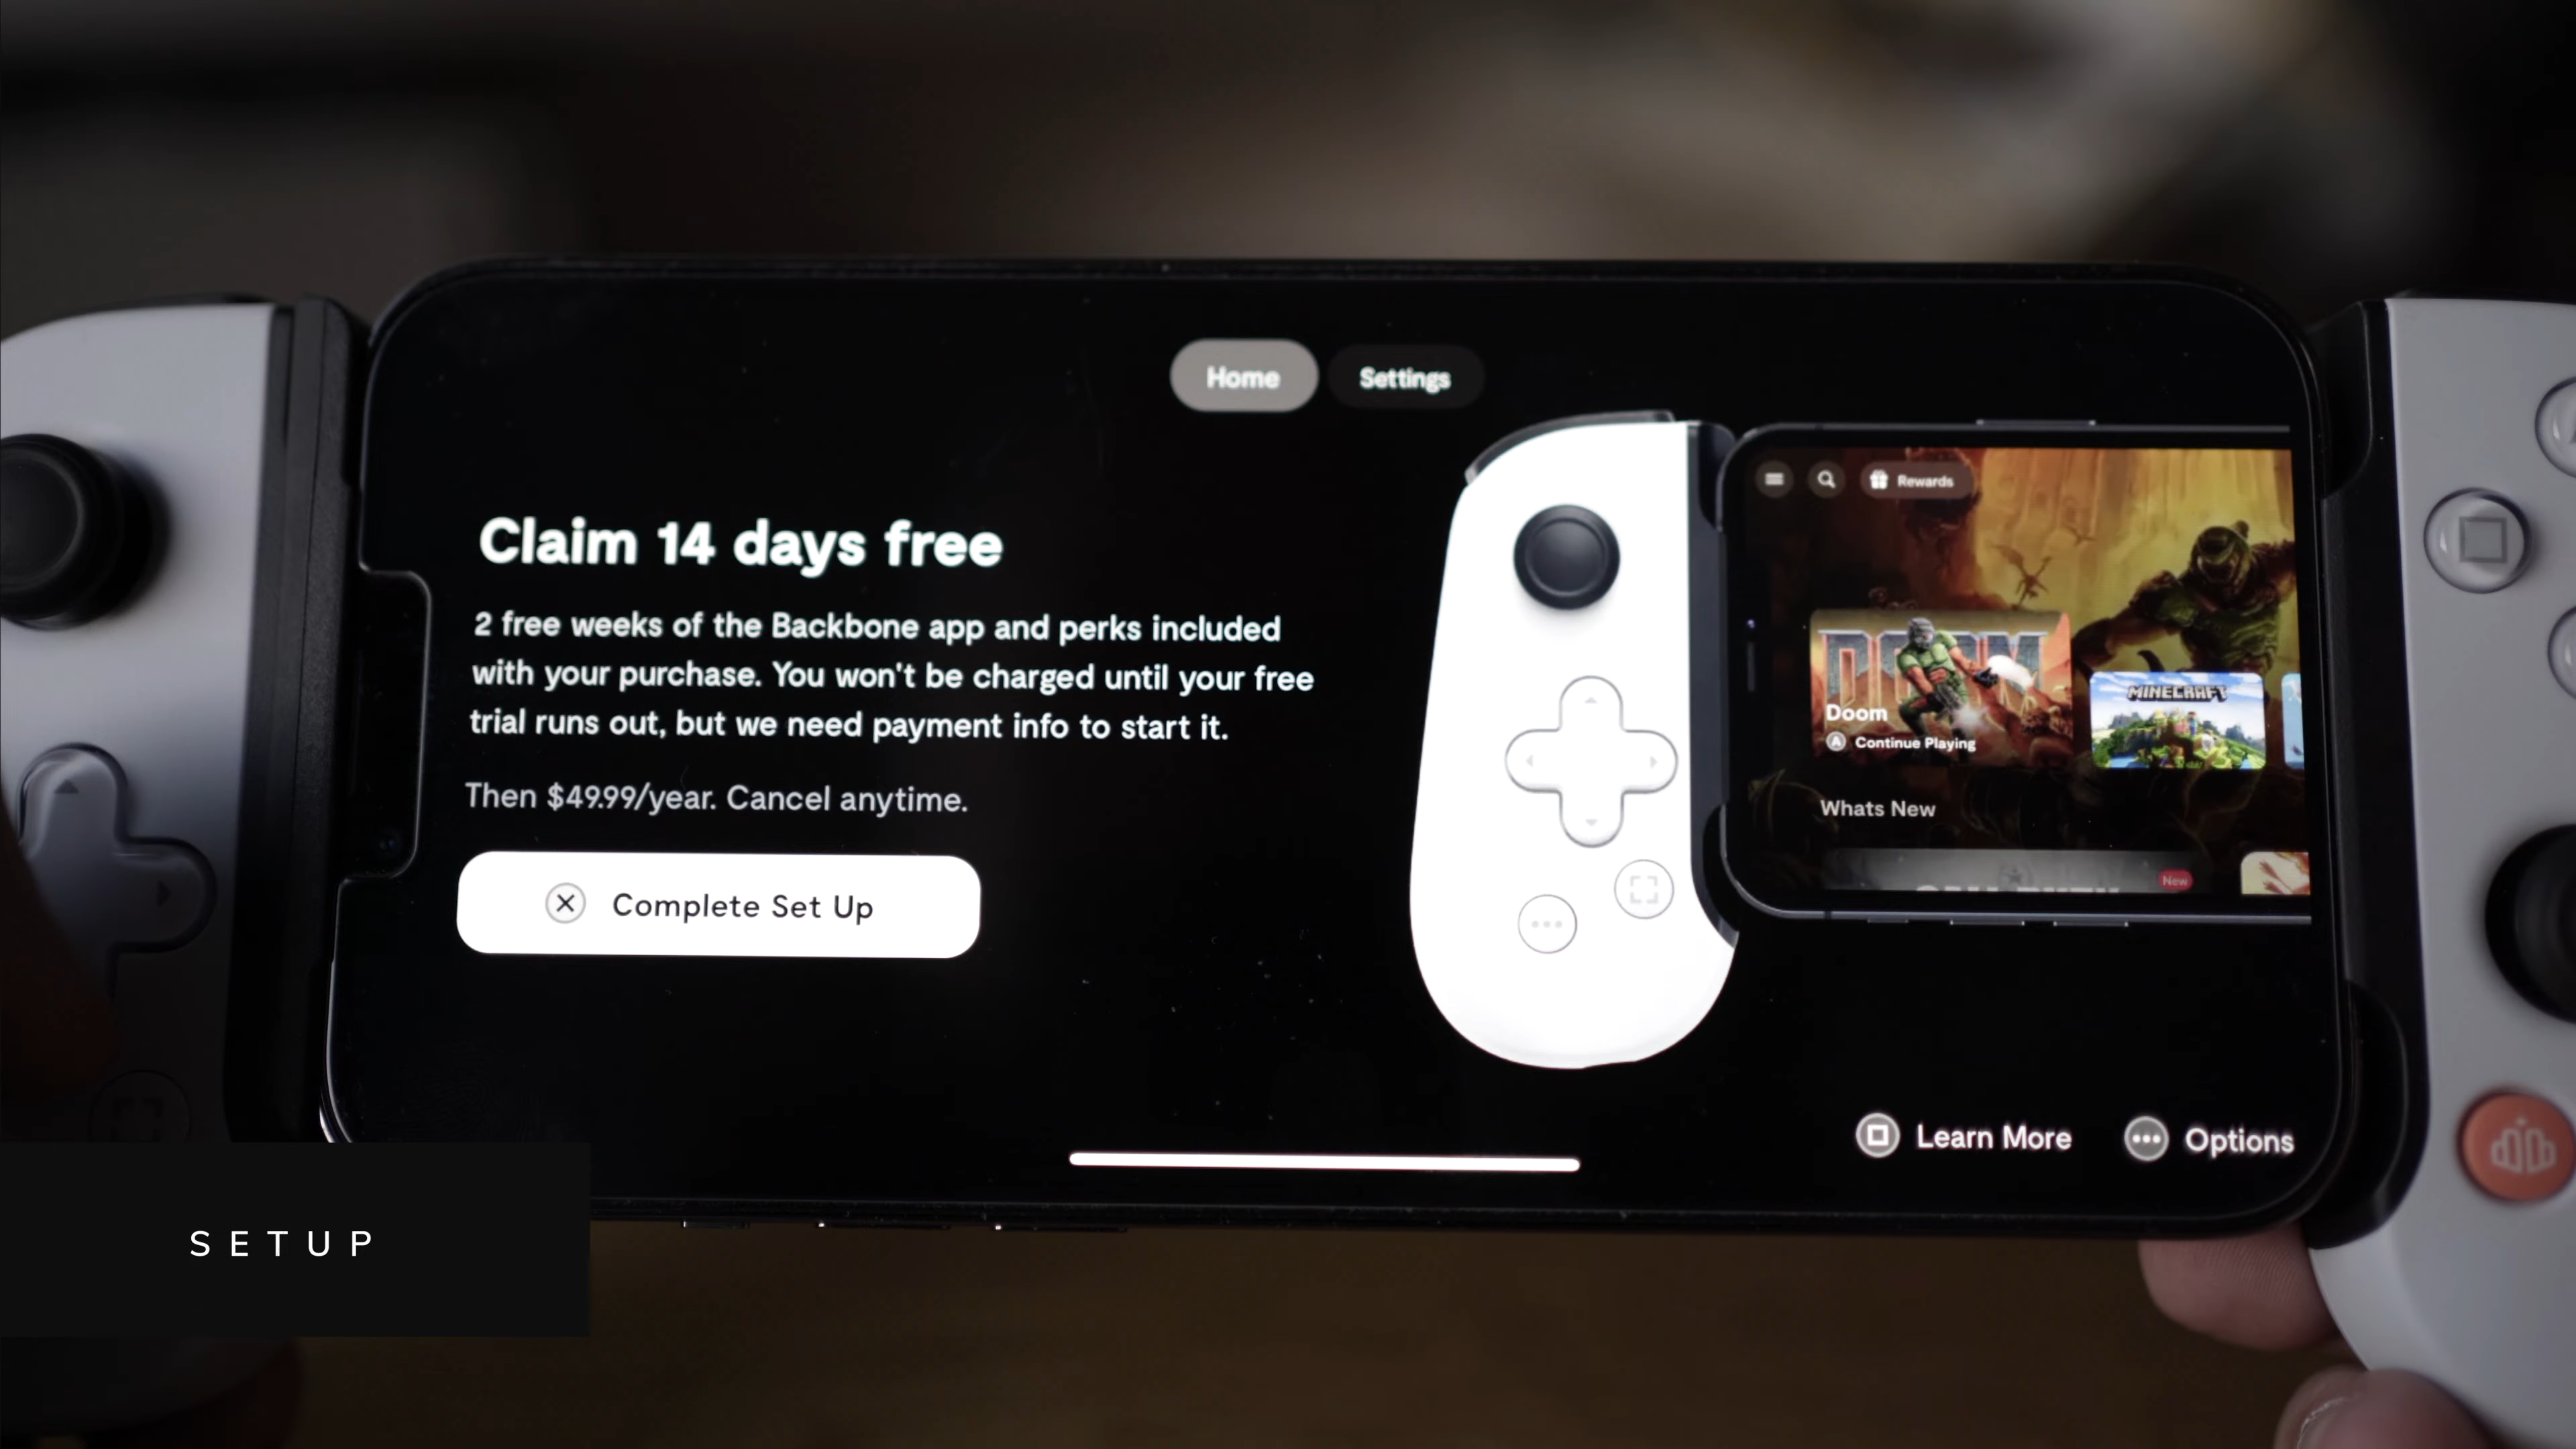 Home
Settings
Claim 14 days free
2 free weeks of the Backbone app and perks included
with your purchase. You won't be charged until your free
trial runs out, but we need payment info to start it.
Then $49.99/year. Cancel anytime.
Complete Set Up
Rewards
DOOM
Doom
A Continue Playing
MINECRAFT
Whats New
New
Learn More
Options
SETUP